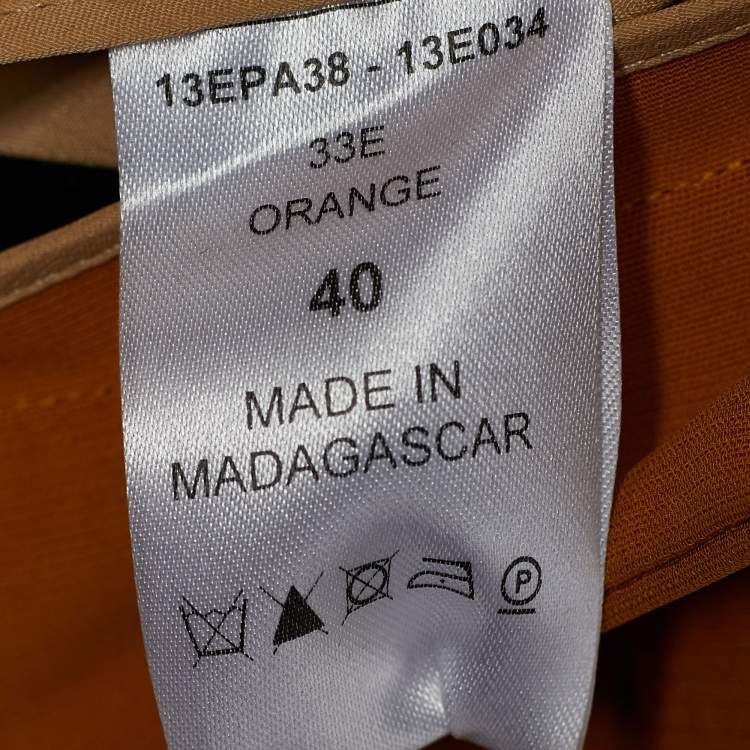 13EPA38 - 13E034
33E
ORANGE
40
MADE IN
MADAGASCAR
P